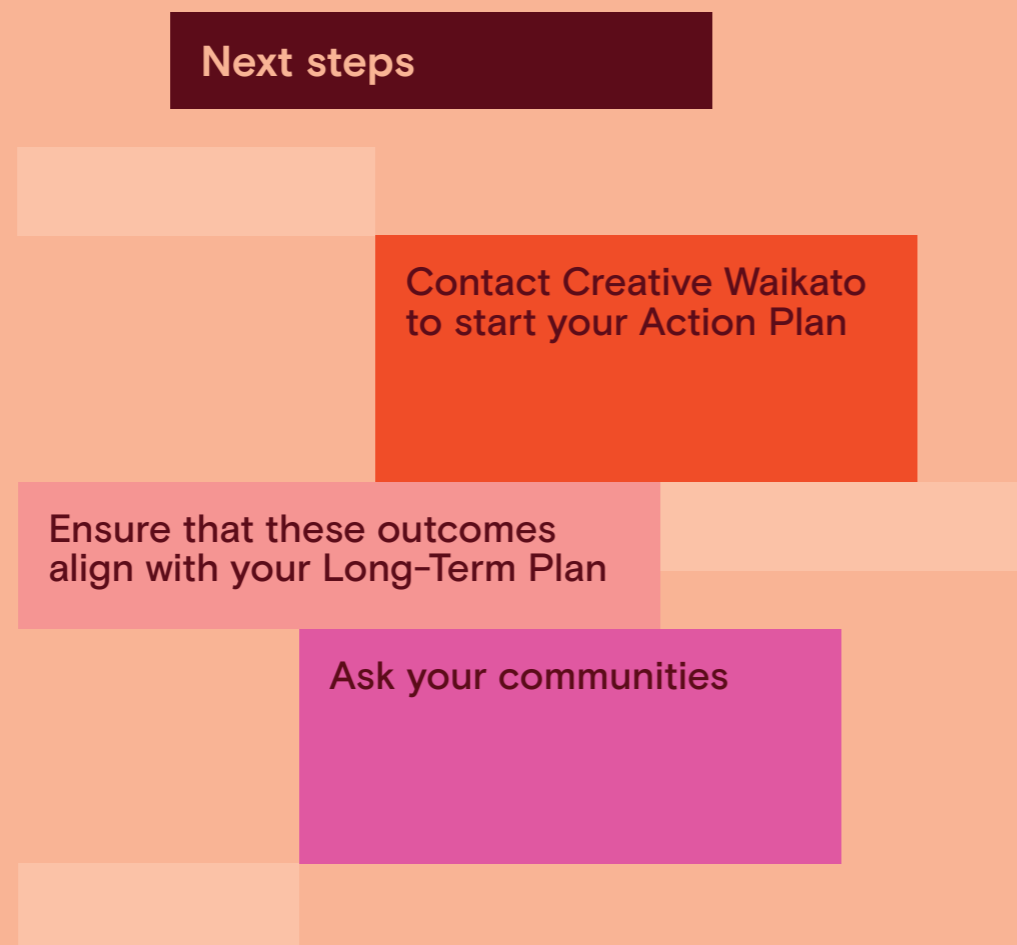 Next steps
Contact Creative Waikato
to start your Action Plan
Ensure that these outcomes
align with your Long-Term Plan
Ask your communities